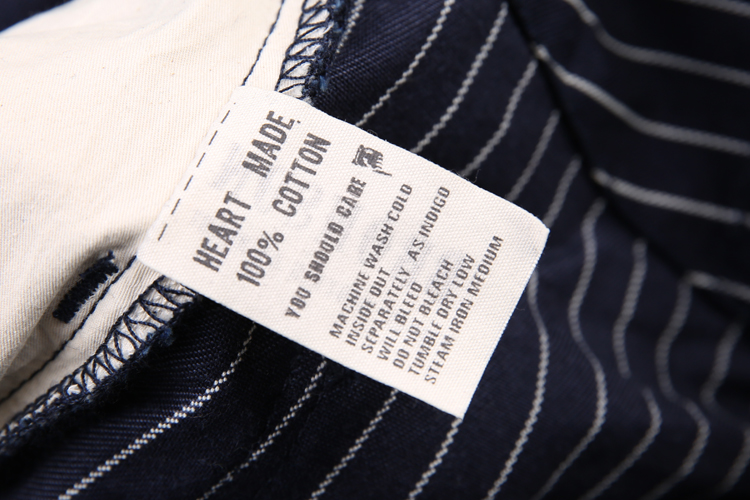 HEART MADE
100% COTTON
YOU SHOULD CARE
MACHINE WASH COLD
INSIDE OUT
SEPARATELY AS INDIGO
WILL BLEED
DO NOT BLEACH
TUMBLE DRY LOW
STEAM IRON MEDIUM